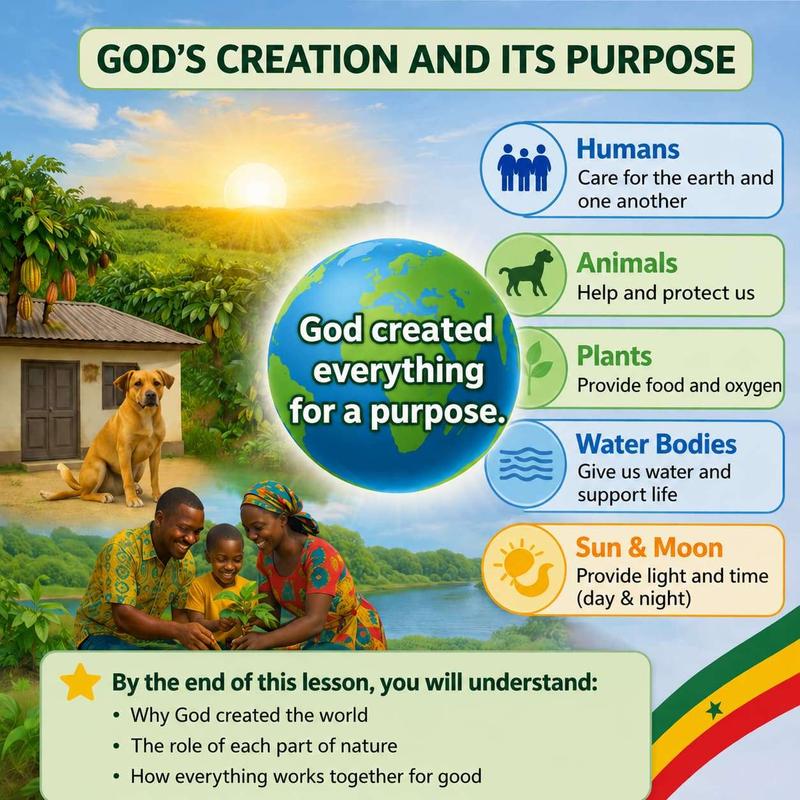 GOD'S CREATION AND ITS PURPOSE
God created
everything
for a purpose.
Humans
Care for the earth and
one another
Animals
Help and protect us
Plants
Provide food and oxygen
Water Bodies
Give us water and
support life
Sun & Moon
Provide light and time
(day & night)
By the end of this lesson, you will understand:
• Why God created the world
• The role of each part of nature
• How everything works together for good